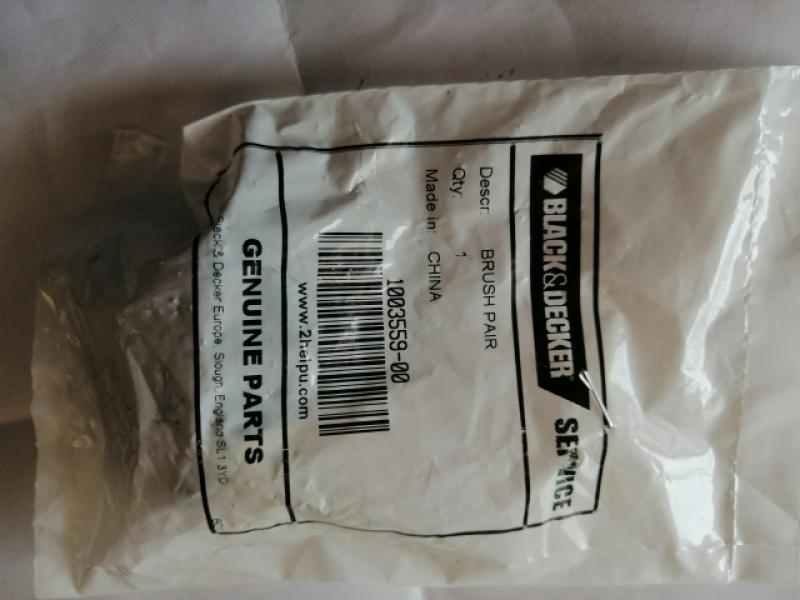 BLACK&DECKER SERVICE
Descr: BRUSH PAIR
Qty: 1
Made in: CHINA
1003559-00
www.2helpu.com
GENUINE PARTS
Black & Decker Europe, Slough, England SL1 3YD